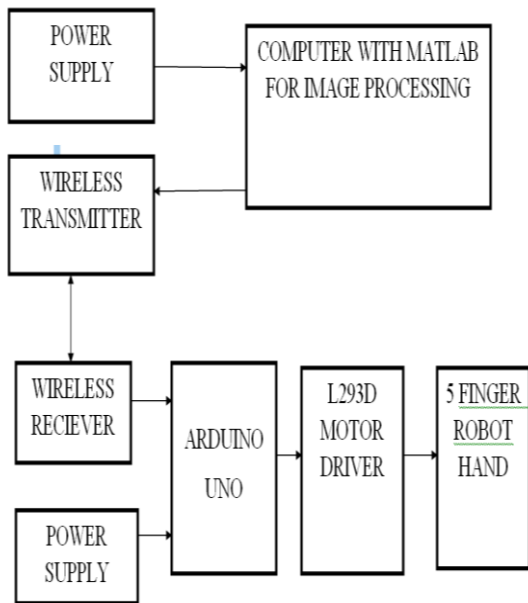 POWER
SUPPLY
COMPUTER WITH MATLAB
FOR IMAGE PROCESSING
WIRELESS
TRANSMITTER
WIRELESS
RECIEVER
POWER
SUPPLY
ARDUINO
UNO
L293D
MOTOR
DRIVER
5 FINGER
ROBOT
HAND